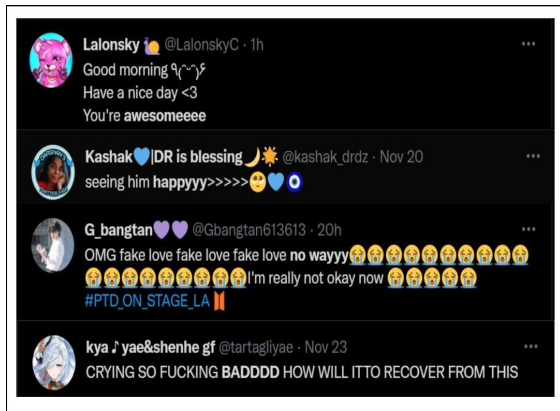 Lalonsky 🐌 @LalonskyC · 1h
Good morning ٩(ˊᵕˋ)۶
Have a nice day <3
You're awesomeeee
Kashak💙|DR is blessing🌙🌟 @kashak_drdz · Nov 20
seeing him happyyy>>>>>🥺💙🧿
G_bangtan💜💜 @Gbangtan613613 · 20h
OMG fake love fake love fake love no wayyy😭😭😭😭😭😭😭😭😭😭
😭😭😭😭😭😭😭😭😭I'm really not okay now 😭😭😭😭😭
#PTD_ON_STAGE_LA
kya ♪ yae&shenhe gf @tartagliyae · Nov 23
CRYING SO FUCKING BADDDD HOW WILL ITTO RECOVER FROM THIS